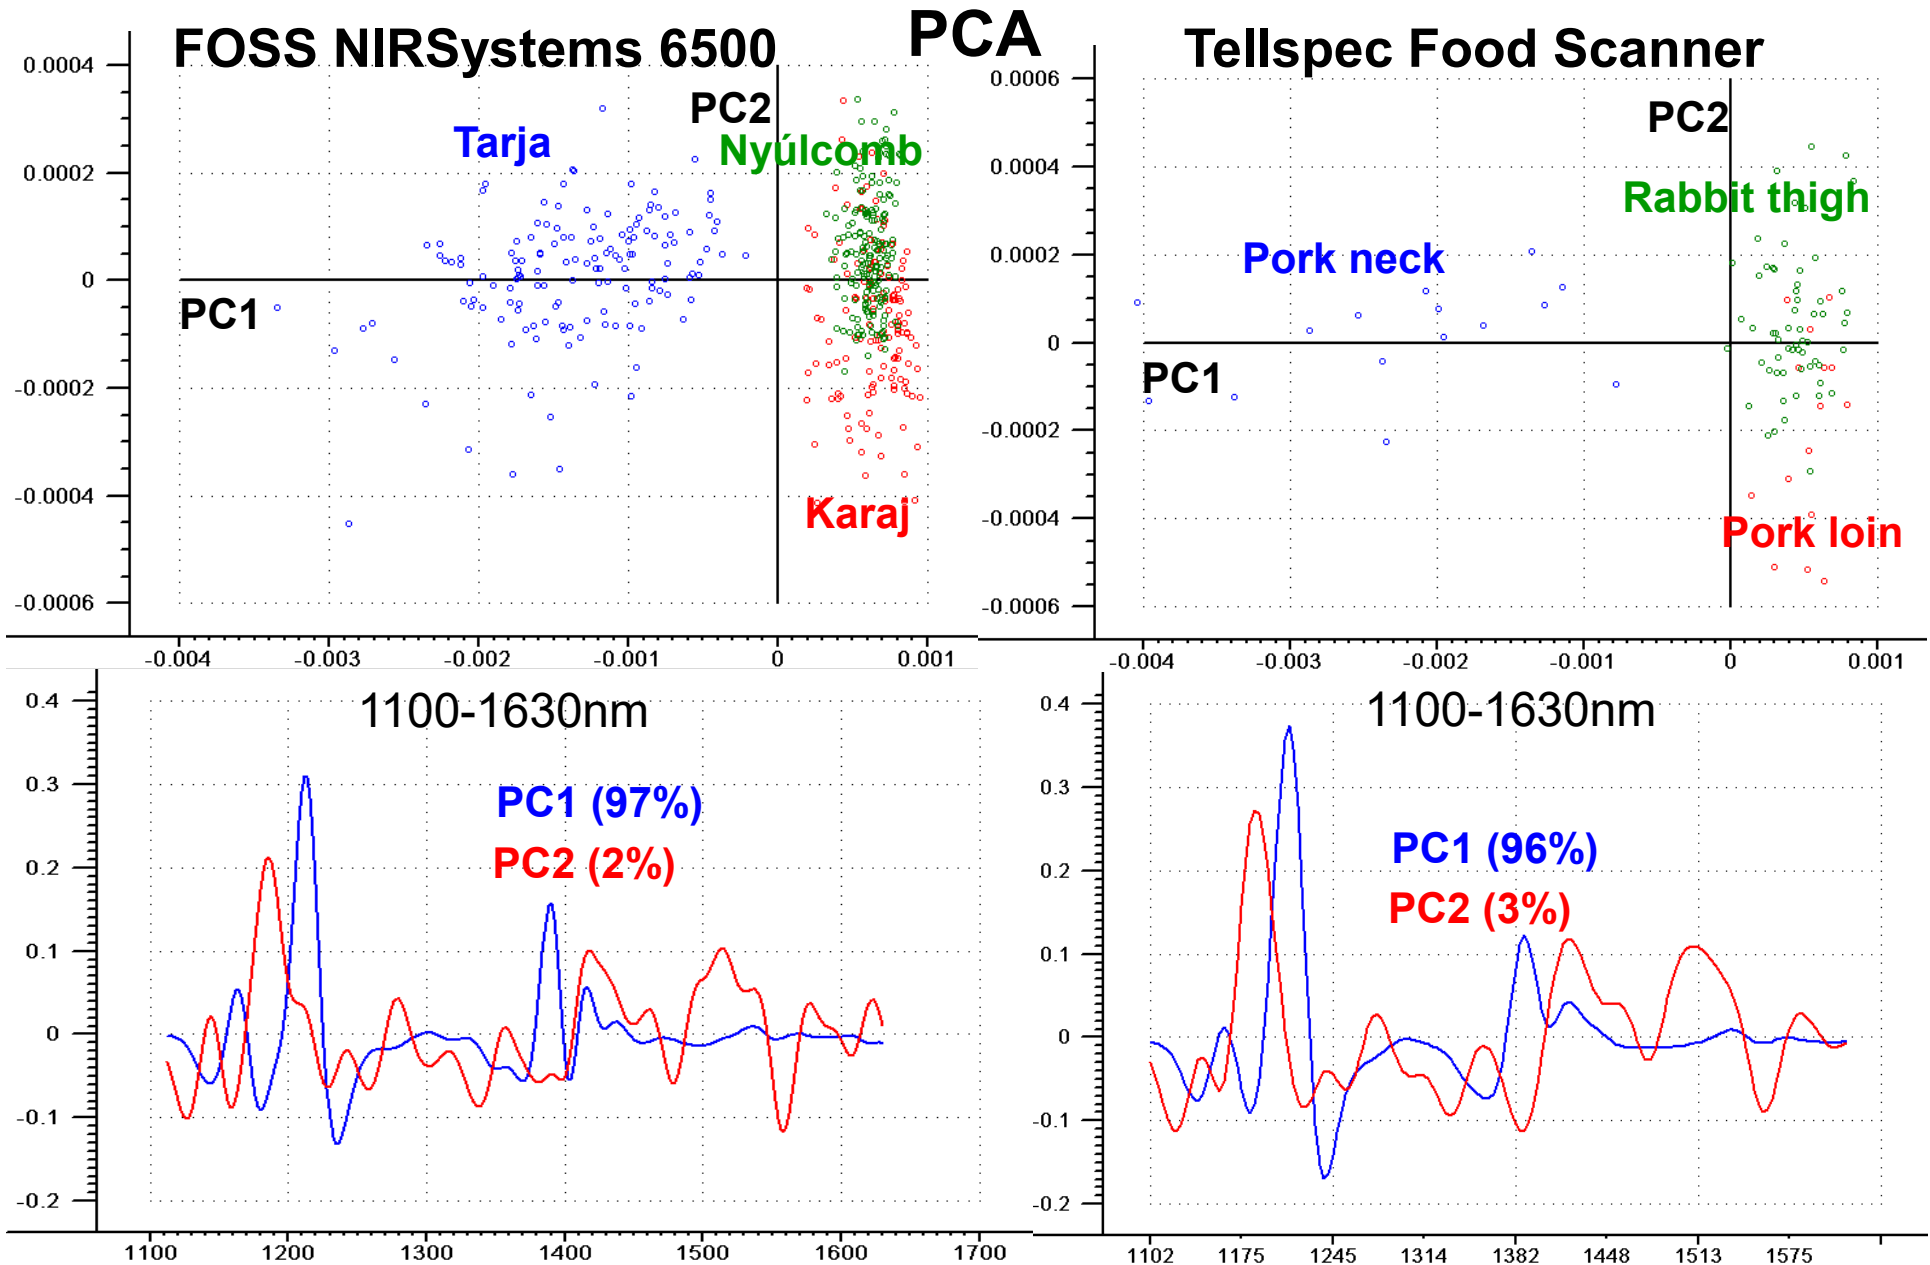 PCA
FOSS NIRSystems 6500
0.0004
0.0002
0
-0.0002
-0.0004
-0.0006
PC2
Tarja
Nyúlcomb
PC1
Karaj
-0.004 -0.003 -0.002 -0.001 0 0.001
Tellspec Food Scanner
0.0006
0.0004
0.0002
0
-0.0002
-0.0004
-0.0006
PC2
Rabbit thigh
Pork neck
PC1
Pork loin
-0.004 -0.003 -0.002 -0.001 0 0.001
1100-1630nm
0.4
0.3
0.2
0.1
0
-0.1
-0.2
PC1 (97%)
PC2 (2%)
1100 1200 1300 1400 1500 1600 1700
1100-1630nm
0.4
0.3
0.2
0.1
0
-0.1
-0.2
PC1 (96%)
PC2 (3%)
1102 1175 1245 1314 1382 1448 1513 1575